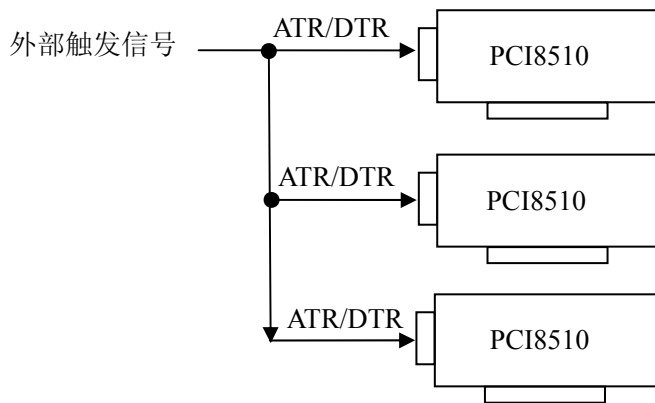 外部触发信号
ATR/DTR
PCI8510
ATR/DTR
PCI8510
ATR/DTR
PCI8510